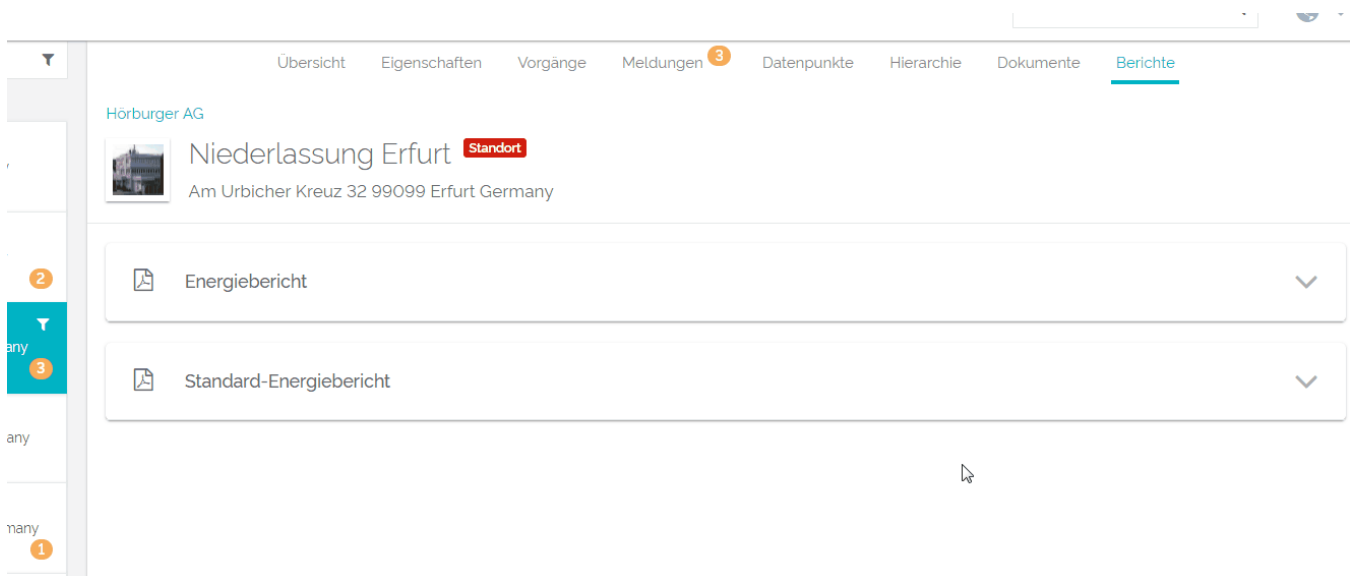 Übersicht Eigenschaften Vorgänge Meldungen 3 Datenpunkte Hierarchie Dokumente Berichte
Hörburger AG
Niederlassung Erfurt Standort
Am Urbicher Kreuz 32 99099 Erfurt Germany
2
Energiebericht
any
3
Standard-Energiebericht
any
many
1